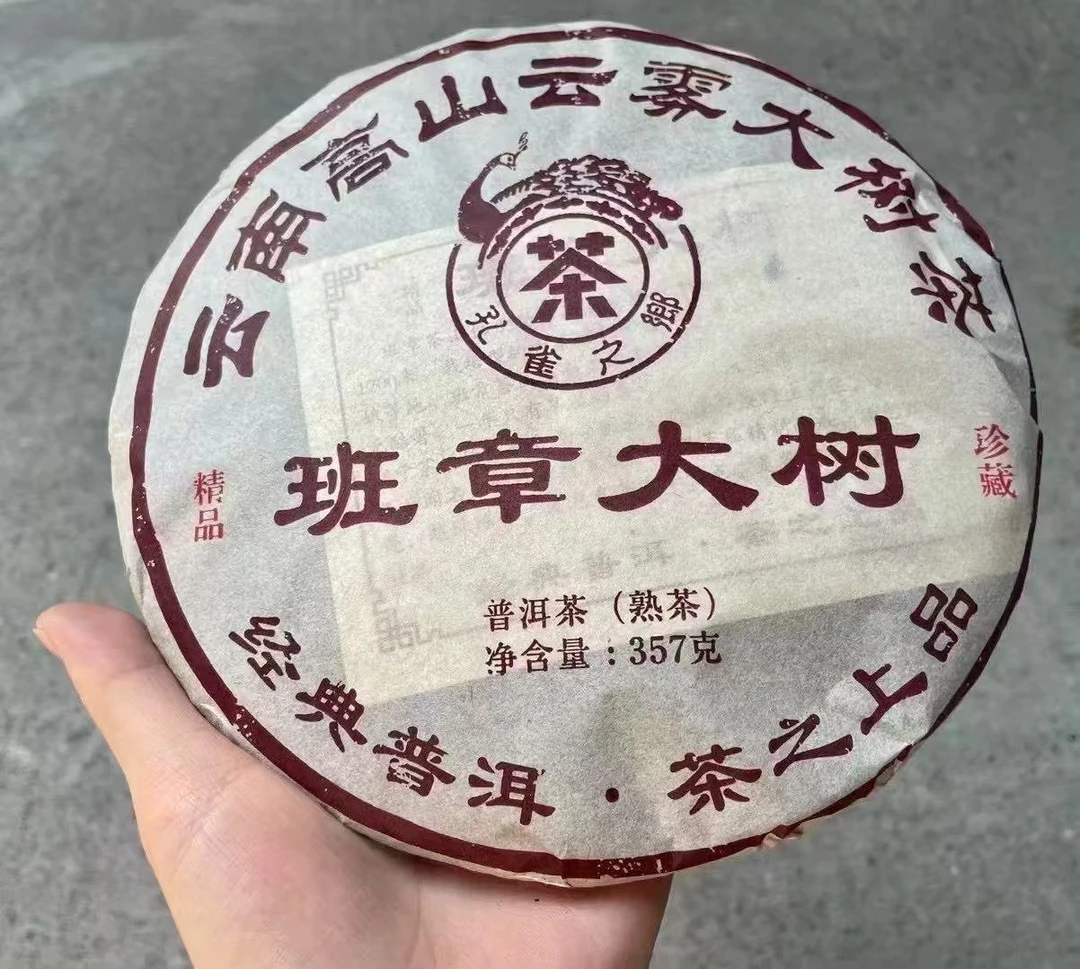 云南高山云雾大树茶
茶
孔雀之鄉
班章大树
精品
珍藏
普洱茶（熟茶）
净含量：357克
经典普洱·茶之上品